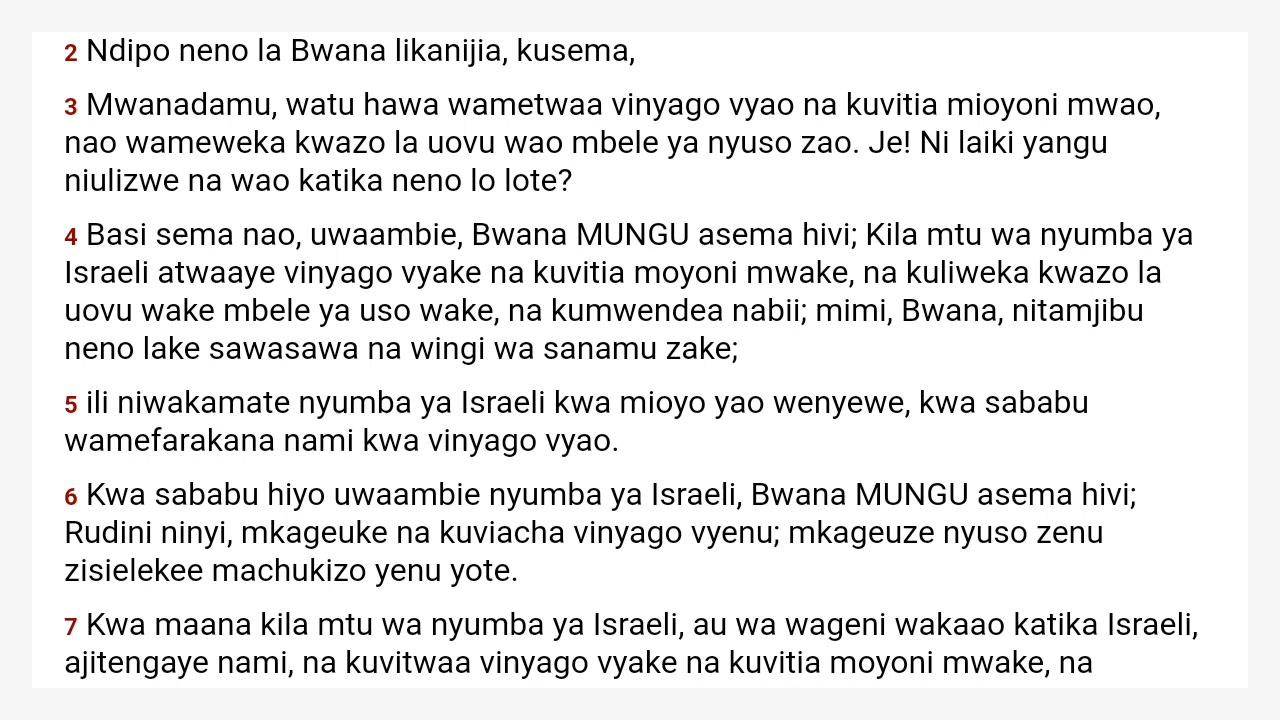 2 Ndipo neno la Bwana likanijia, kusema,
3 Mwanadamu, watu hawa wametwaa vinyago vyao na kuvitia mioyoni mwao,
nao wameweka kwazo la uovu wao mbele ya nyuso zao. Je! Ni laiki yangu
niulizwe na wao katika neno lo lote?
4 Basi sema nao, uwaambie, Bwana MUNGU asema hivi; Kila mtu wa nyumba ya
Israeli atwaaye vinyago vyake na kuvitia moyoni mwake, na kuliweka kwazo la
uovu wake mbele ya uso wake, na kumwendea nabii; mimi, Bwana, nitamjibu
neno lake sawasawa na wingi wa sanamu zake;
5 ili niwakamate nyumba ya Israeli kwa mioyo yao wenyewe, kwa sababu
wamefarakana nami kwa vinyago vyao.
6 Kwa sababu hiyo uwaambie nyumba ya Israeli, Bwana MUNGU asema hivi;
Rudini ninyi, mkageuke na kuviacha vinyago vyenu; mkageuze nyuso zenu
zisielekee machukizo yenu yote.
7 Kwa maana kila mtu wa nyumba ya Israeli, au wa wageni wakaao katika Israeli,
ajitengaye nami, na kuvitwaa vinyago vyake na kuvitia moyoni mwake, na